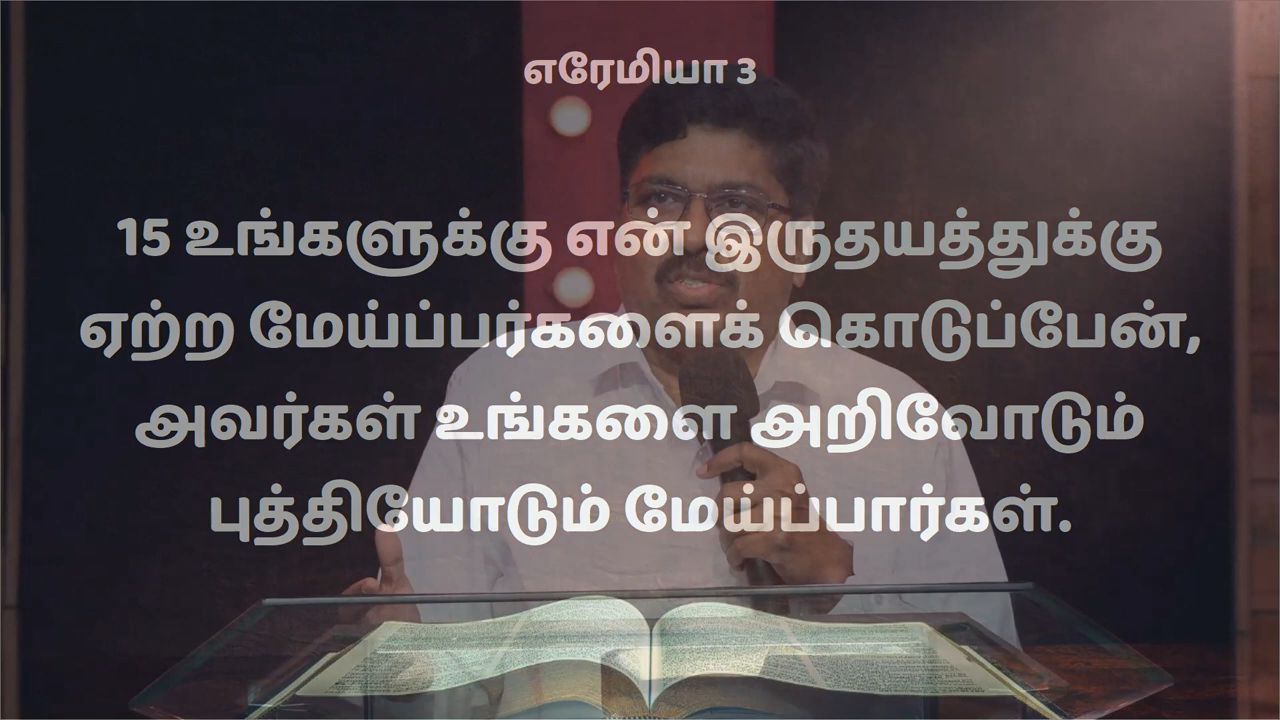 எரேமியா 3
15 உங்களுக்கு என் இருதயத்துக்கு
ஏற்ற மேய்ப்பர்களைக் கொடுப்பேன்,
அவர்கள் உங்களை அறிவோடும்
புத்தியோடும் மேய்ப்பார்கள்.